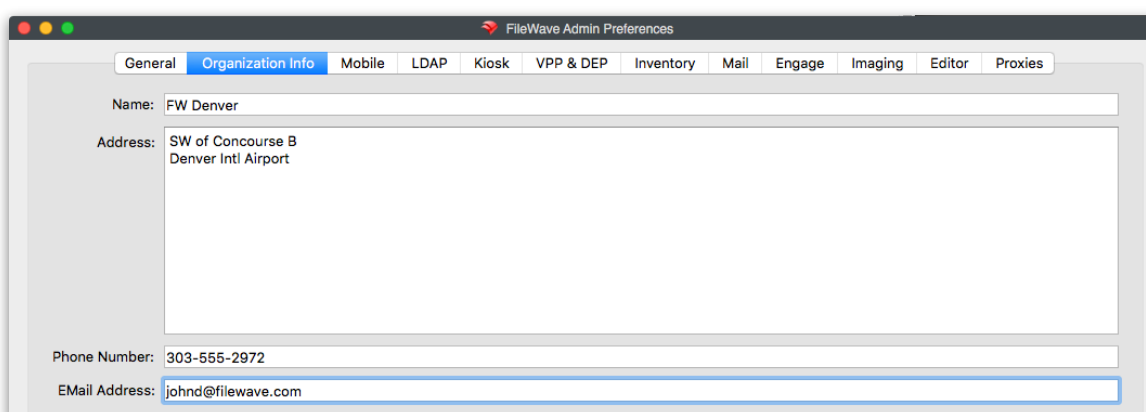 FileWave Admin Preferences
General Organization Info Mobile LDAP Kiosk VPP & DEP Inventory Mail Engage Imaging Editor Proxies
Name: FW Denver
Address: SW of Concourse B
Denver Intl Airport
Phone Number: 303-555-2972
EMail Address: johnd@filewave.com